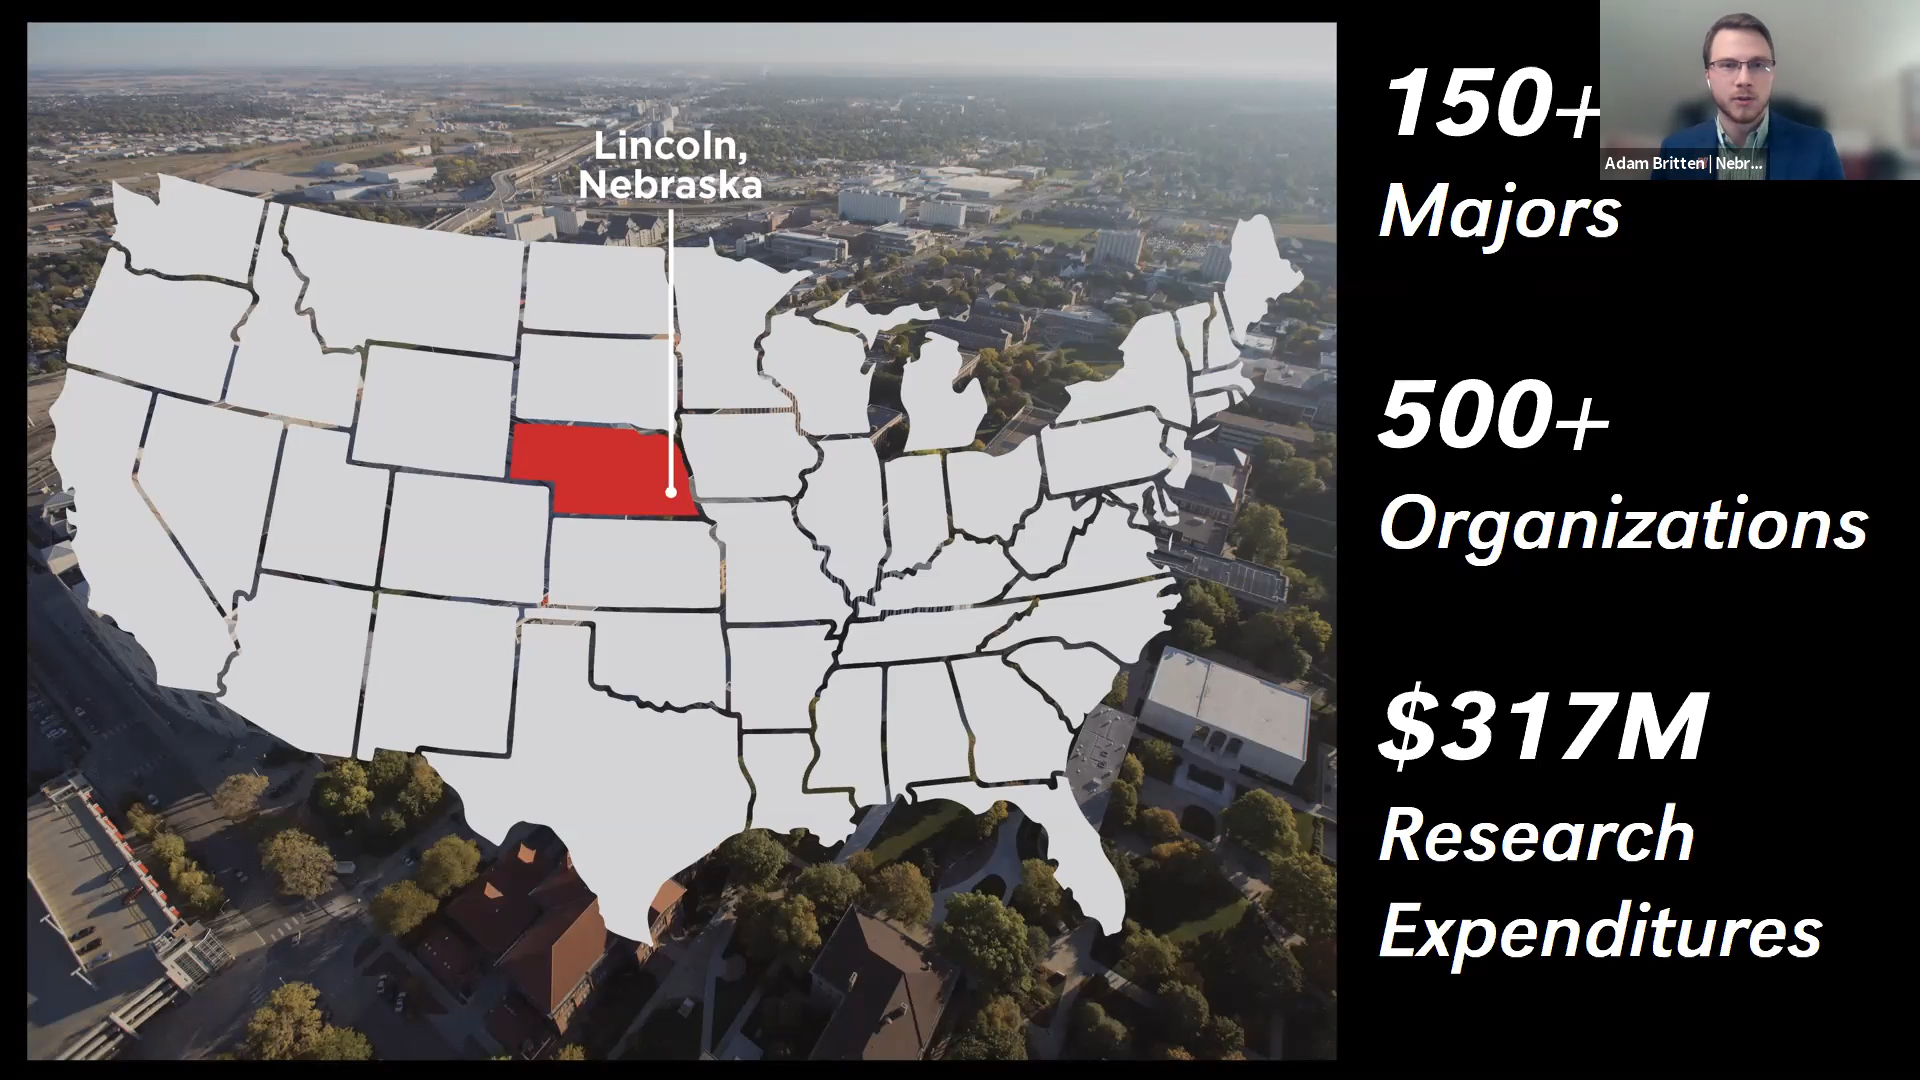 Lincoln,
Nebraska
150+
Majors
500+
Organizations
$317M
Research
Expenditures
Adam Britten | Nebr...